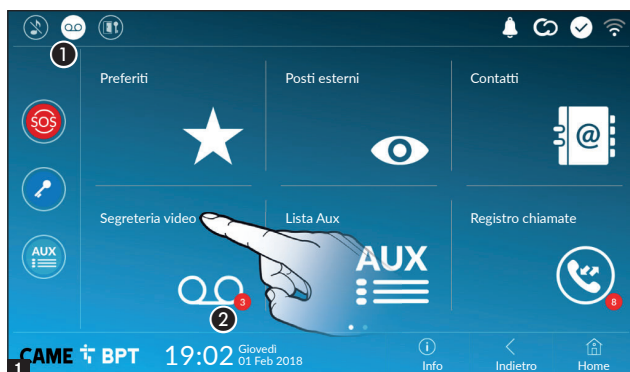 1
Preferiti
Posti esterni
Contatti
SOS
@
Segreteria video
Lista Aux
Registro chiamate
AUX
AUX
3
8
2
CAME BPT
19:02
Giovedì
01 Feb 2018
i
Info
Indietro
Home
1